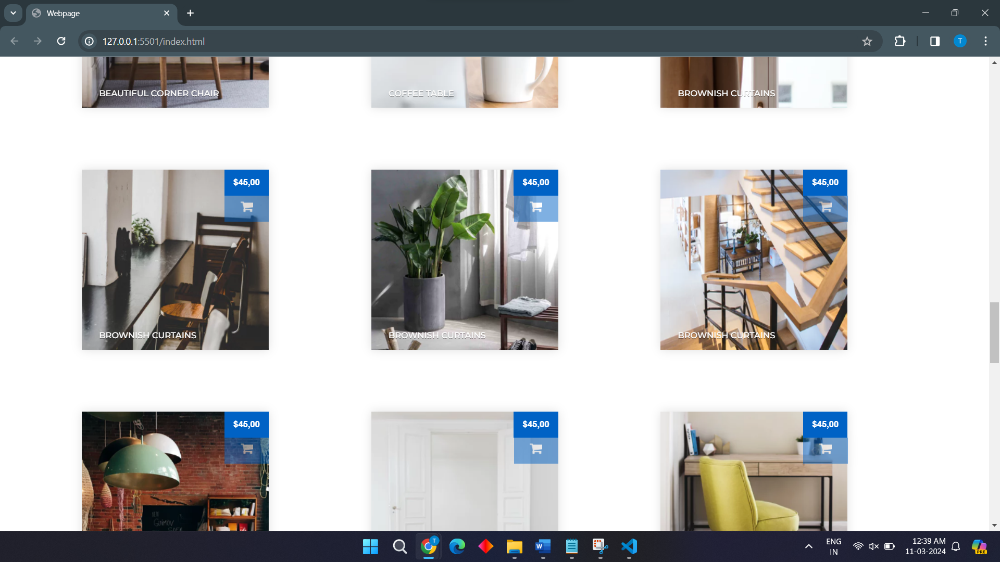 Webpage
127.0.0.1:5501/index.html
T
BEAUTIFUL CORNER CHAIR
COFFEE TABLE
BROWNISH CURTAINS
$45,00
$45,00
$45,00
BROWNISH CURTAINS
BROWNISH CURTAINS
BROWNISH CURTAINS
$45,00
$45,00
$45,00
T
W
ENG
IN
12:39 AM
11-03-2024
PRE